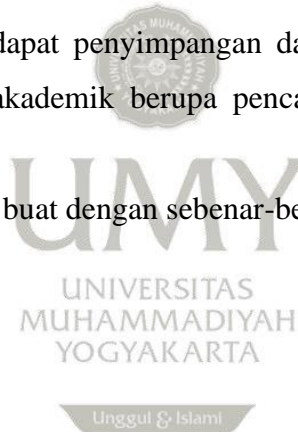 dapat penyimpangan da
akademik berupa penca
buat dengan sebenar-be
UMY
UNIVERSITAS
MUHAMMADIYAH
YOGYAKARTA
Unggul & Islami